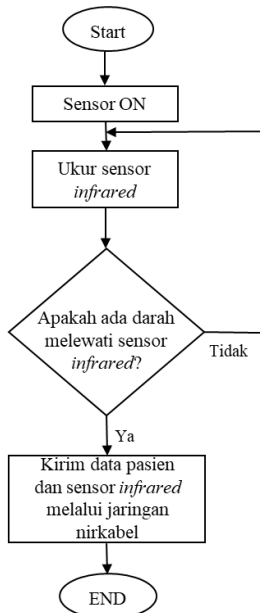 Start
Sensor ON
Ukur sensor
infrared
Apakah ada darah
melewati sensor
infrared?
Tidak
Ya
Kirim data pasien
dan sensor infrared
melalui jaringan
nirkabel
END